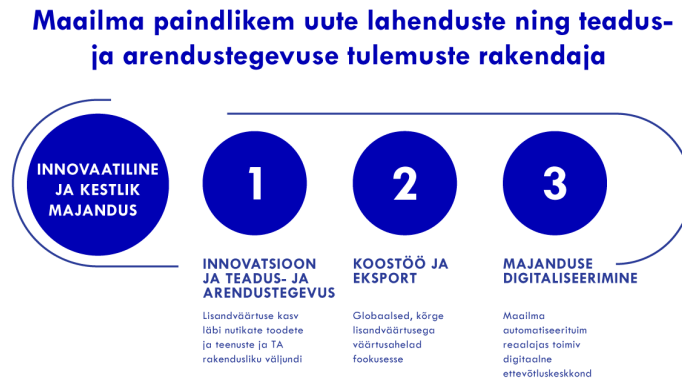 Maailma paindlikem uute lahenduste ning teadus-
ja arendustegevuse tulemuste rakendaja
INNOVAATILINE
JA KESTLIK
MAJANDUS
1
INNOVATSIOON
JA TEADUS- JA
ARENDUSTEGEVUS
Lisandväärtuse kasv
läbi nutikate toodete
ja teenuste ja TA
rakendusliku väljundi
2
KOOSTÖÖ JA
EKSPORT
Globaalsed, kõrge
lisandväärtusega
väärtusahelad
fookusesse
3
MAJANDUSE
DIGITALISEERIMINE
Maailma
automatiseerituim
reaalajas toimiv
digitaalne
ettevõtluskeskkond